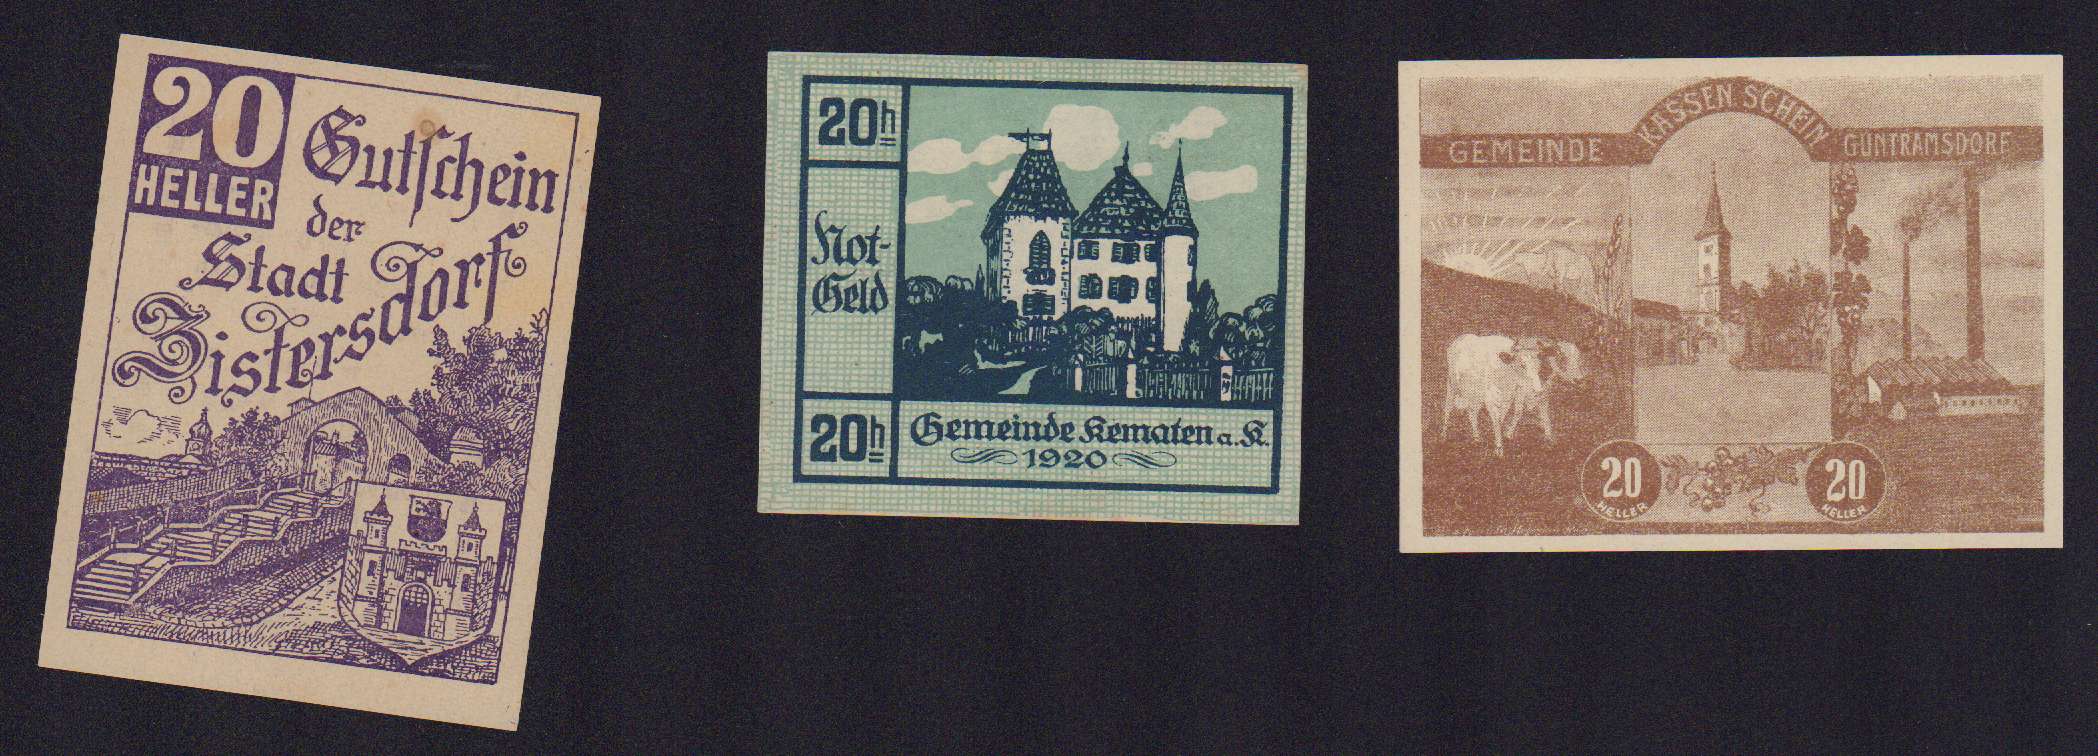 20
HELLER
Gutschein
der
Stadt
Zistersdorf
20h
Not-
Geld
20h
Gemeinde Kematen a. K.
1920
KASSEN SCHEIN
GEMEINDE
GUNTRAMSDORF
20
HELLER
20
HELLER